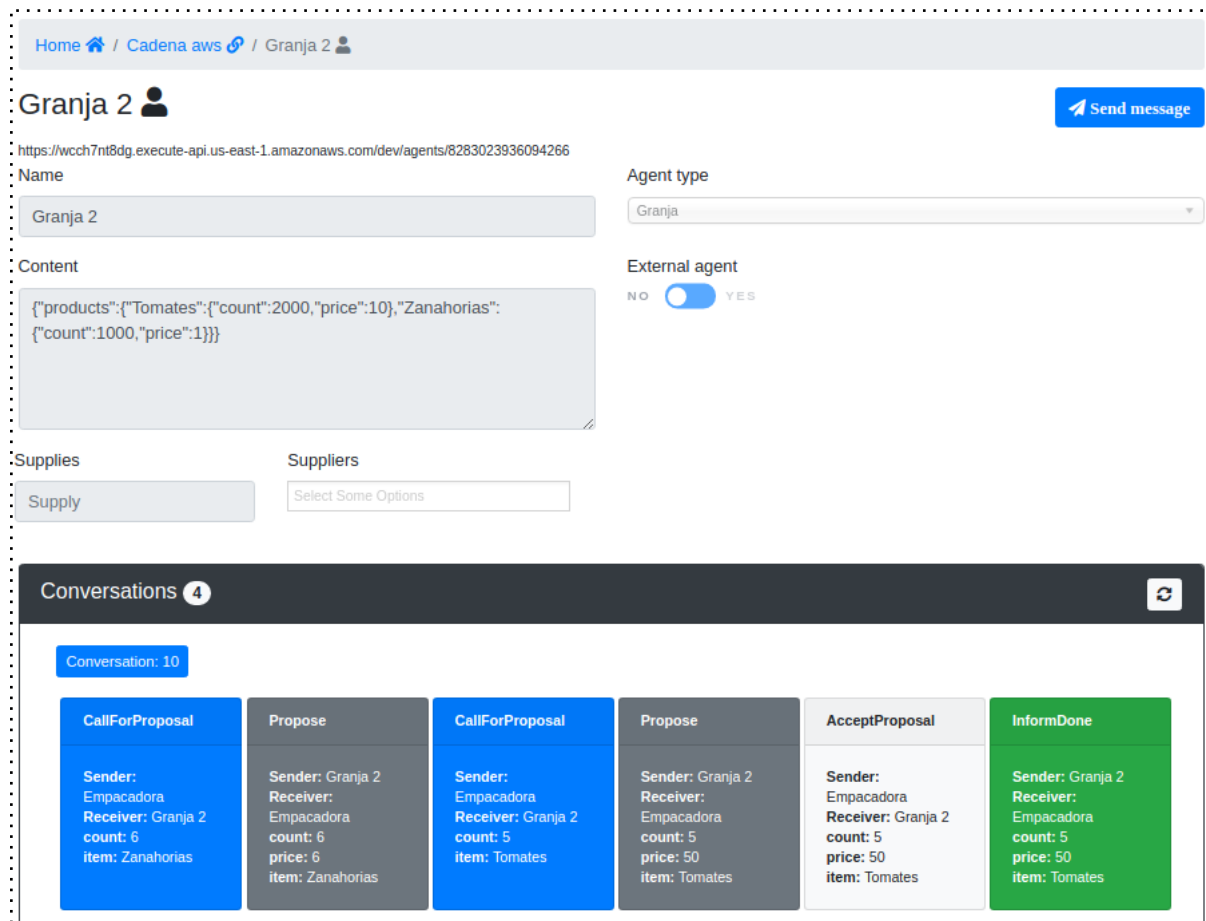 Home / Cadena aws / Granja 2
Granja 2
Send message
https://wcch7nt8dg.execute-api.us-east-1.amazonaws.com/dev/agents/8283023936094266
Name
Agent type
Granja 2
Granja
Content
External agent
{"products":{"Tomates":{"count":2000,"price":10},"Zanahorias":
{"count":1000,"price":1}}}
NO YES
Supplies
Suppliers
Supply
Select Some Options
Conversations 4
Conversation: 10
CallForProposal
Sender:
Empacadora
Receiver: Granja 2
count: 6
item: Zanahorias
Propose
Sender: Granja 2
Receiver:
Empacadora
count: 6
price: 6
item: Zanahorias
CallForProposal
Sender:
Empacadora
Receiver: Granja 2
count: 5
item: Tomates
Propose
Sender: Granja 2
Receiver:
Empacadora
count: 5
price: 50
item: Tomates
AcceptProposal
Sender:
Empacadora
Receiver: Granja 2
count: 5
price: 50
item: Tomates
InformDone
Sender: Granja 2
Receiver:
Empacadora
count: 5
price: 50
item: Tomates